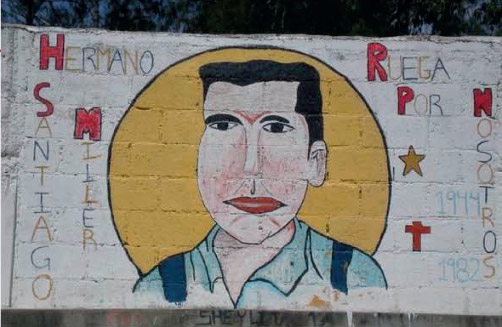 HERMANO
SANTIAGO
MILLER
RUEGA
POR
NOSOTROS
1944
1982